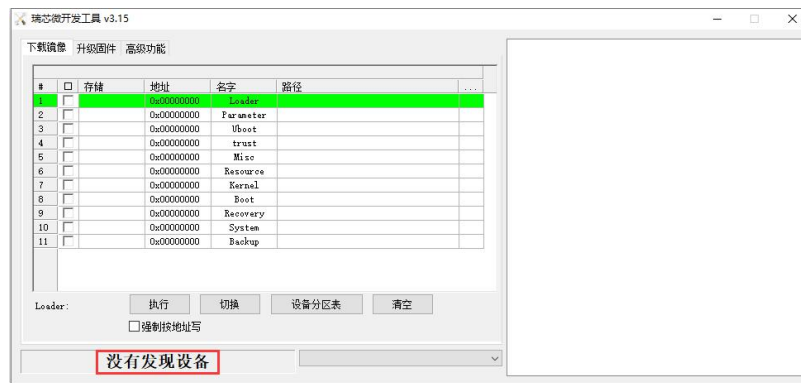 瑞芯微开发工具 v3.15
下载镜像 升级固件 高级功能
# 存储 地址 名字 路径 ...
1 0x00000000 Loader
2 0x00000000 Parameter
3 0x00000000 Uboot
4 0x00000000 trust
5 0x00000000 Misc
6 0x00000000 Resource
7 0x00000000 Kernel
8 0x00000000 Boot
9 0x00000000 Recovery
10 0x00000000 System
11 0x00000000 Backup
Loader: 执行 切换 设备分区表 清空
强制按地址写
没有发现设备